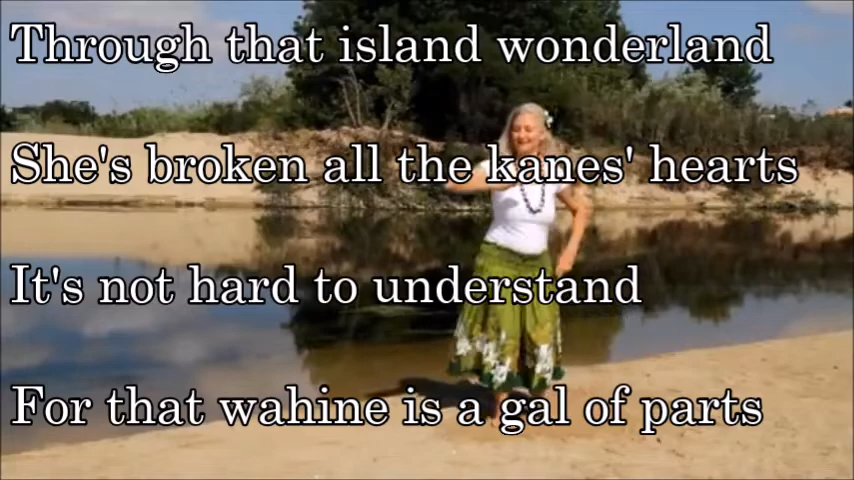 Through that island wonderland
She's broken all the kanes' hearts
It's not hard to understand
For that wahine is a gal of parts